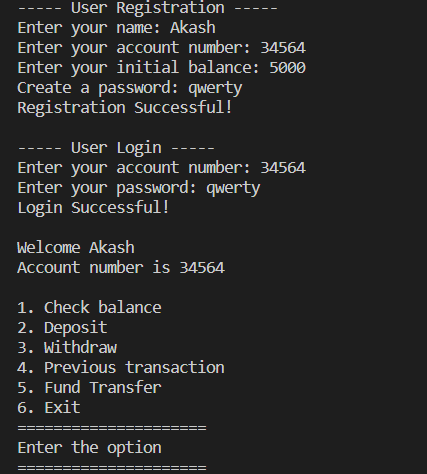 ----- User Registration -----
Enter your name: Akash
Enter your account number: 34564
Enter your initial balance: 5000
Create a password: qwerty
Registration Successful!

----- User Login -----
Enter your account number: 34564
Enter your password: qwerty
Login Successful!

Welcome Akash
Account number is 34564

1. Check balance
2. Deposit
3. Withdraw
4. Previous transaction
5. Fund Transfer
6. Exit
=====================
Enter the option
=====================